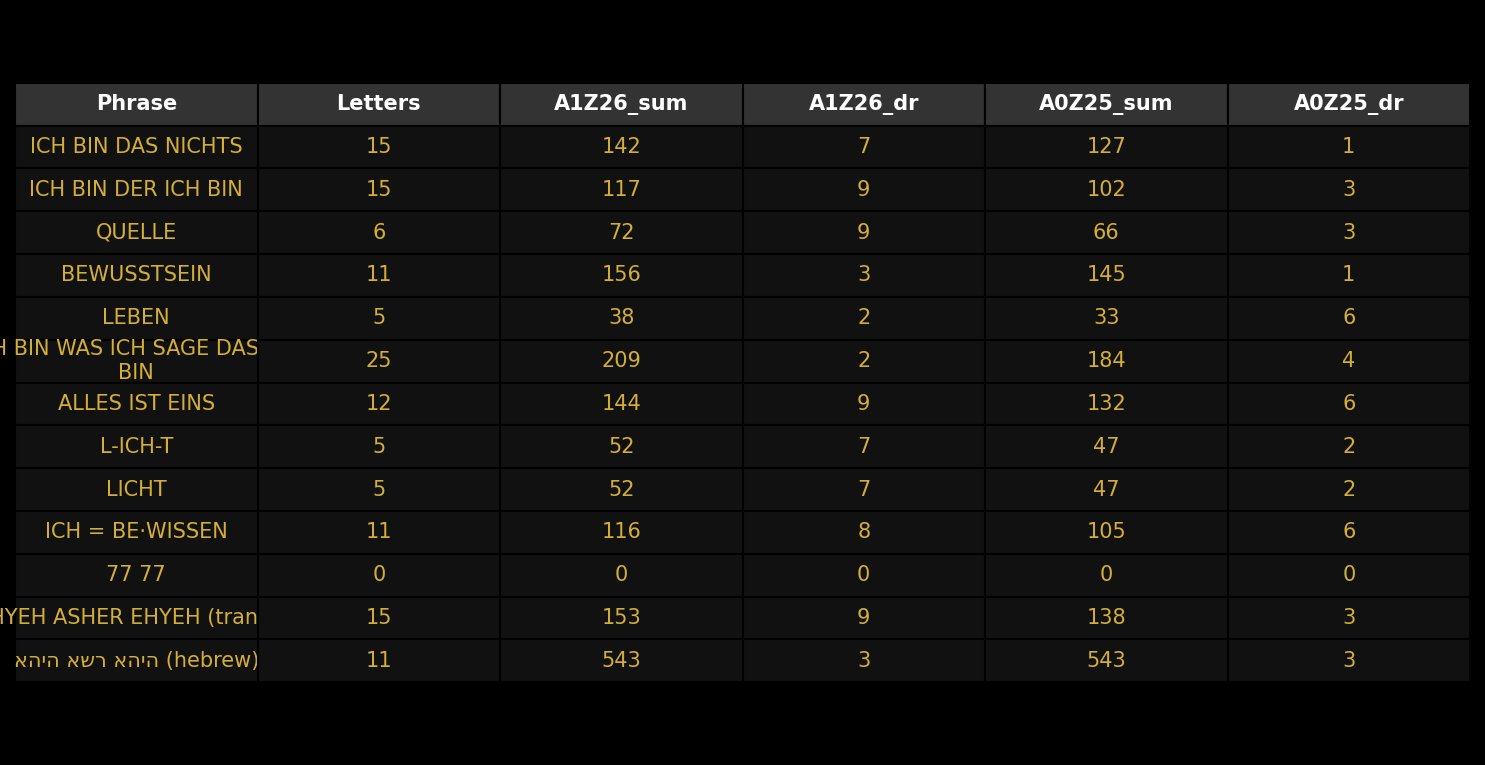 Phrase Letters A1Z26_sum A1Z26_dr A0Z25_sum A0Z25_dr
ICH BIN DAS NICHTS 15 142 7 127 1
ICH BIN DER ICH BIN 15 117 9 102 3
QUELLE 6 72 9 66 3
BEWUSSTSEIN 11 156 3 145 1
LEBEN 5 38 2 33 6
H BIN WAS ICH SAGE DAS
BIN 25 209 2 184 4
ALLES IST EINS 12 144 9 132 6
L-ICH-T 5 52 7 47 2
LICHT 5 52 7 47 2
ICH = BE·WISSEN 11 116 8 105 6
77 77 0 0 0 0 0
HYEH ASHER EHYEH (tran 15 153 9 138 3
אהיה אשר אהיה (hebrew) 11 543 3 543 3